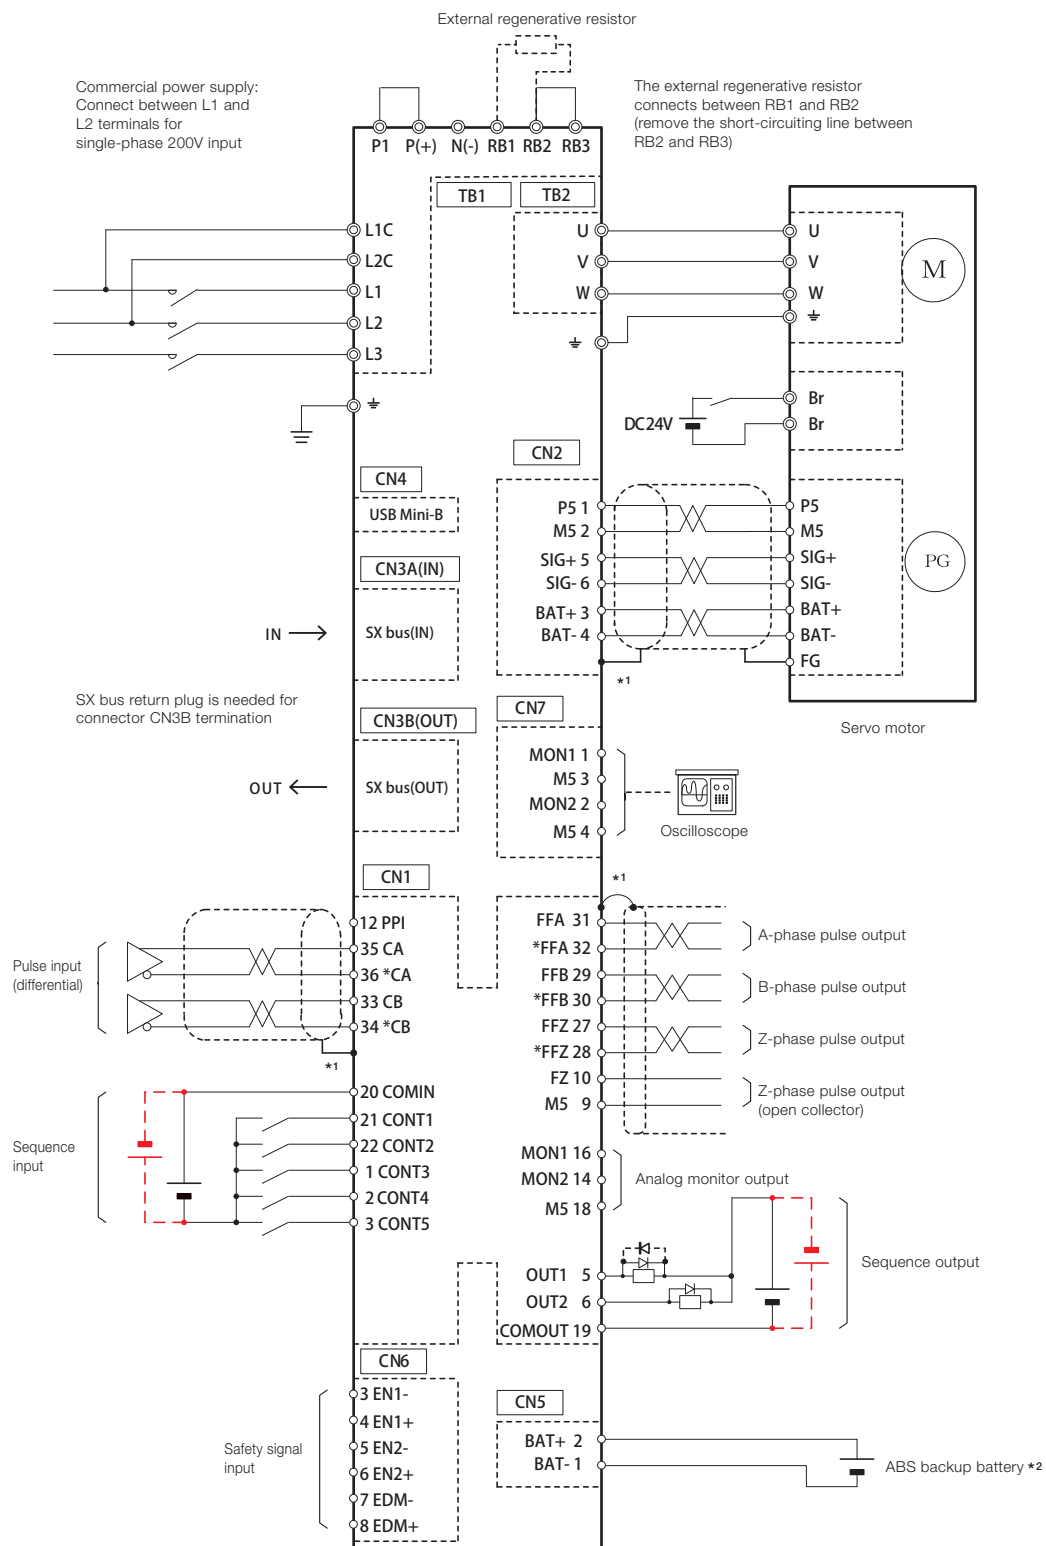 External regenerative resistor
Commercial power supply:
Connect between L1 and
L2 terminals for
single-phase 200V input
The external regenerative resistor
connects between RB1 and RB2
(remove the short-circuiting line between
RB2 and RB3)
P1 P(+) N(-) RB1 RB2 RB3
TB1 TB2
L1C
L2C
L1
L2
L3
U
V
W
U
V
W
M
DC24V
Br
Br
CN4
USB Mini-B
CN3A(IN)
IN
SX bus(IN)
SX bus return plug is needed for
connector CN3B termination
CN3B(OUT)
OUT
SX bus(OUT)
CN2
P5 1
M5 2
SIG+ 5
SIG- 6
BAT+ 3
BAT- 4
*1
P5
M5
SIG+
SIG-
BAT+
BAT-
FG
PG
Servo motor
CN7
MON1 1
M5 3
MON2 2
M5 4
Oscilloscope
CN1
Pulse input
(differential)
12 PPI
35 CA
36 *CA
33 CB
34 *CB
*1
*1
FFA 31
*FFA 32
FFB 29
*FFB 30
FFZ 27
*FFZ 28
FZ 10
M5 9
A-phase pulse output
B-phase pulse output
Z-phase pulse output
Z-phase pulse output
(open collector)
Sequence
input
20 COMIN
21 CONT1
22 CONT2
1 CONT3
2 CONT4
3 CONT5
MON1 16
MON2 14
M5 18
Analog monitor output
OUT1 5
OUT2 6
COMOUT 19
Sequence output
CN6
Safety signal
input
3 EN1-
4 EN1+
5 EN2-
6 EN2+
7 EDM-
8 EDM+
CN5
BAT+ 2
BAT- 1
ABS backup battery *2